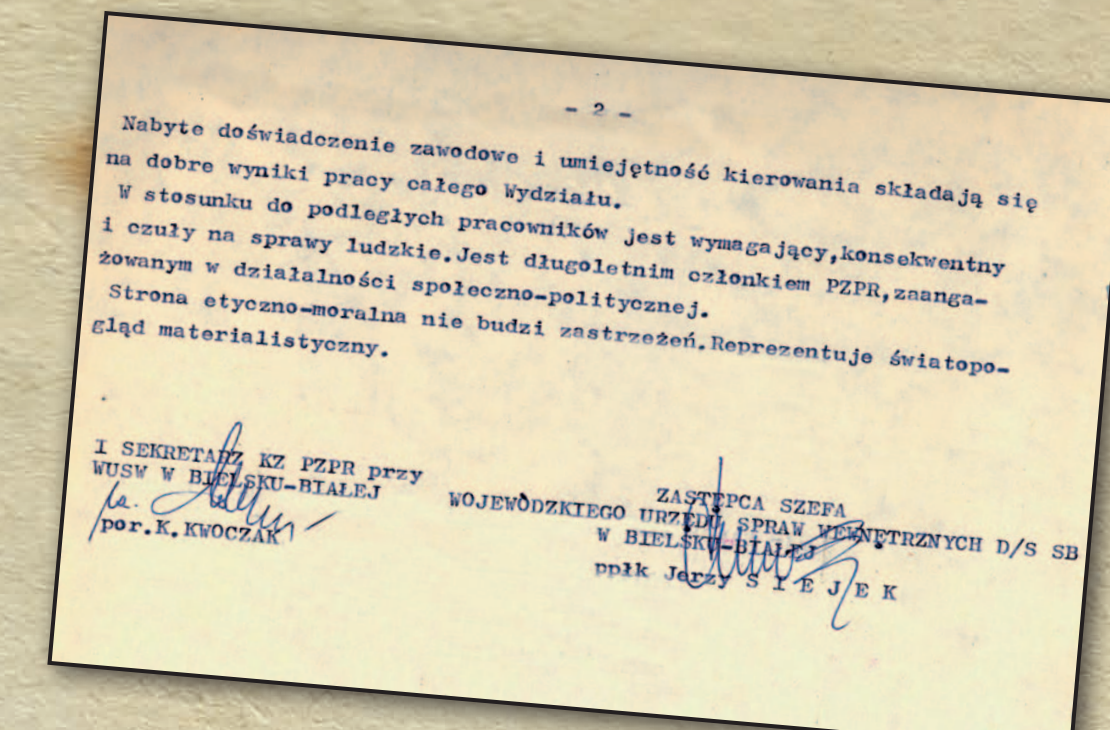 - 2 -
Nabyte doświadczenie zawodowe i umiejętność kierowania składają się
na dobre wyniki pracy całego Wydziału.
W stosunku do podległych pracowników jest wymagający,konsekwentny
i czuły na sprawy ludzkie.Jest długoletnim członkiem PZPR,zaanga-
żowanym w działalności społeczno-politycznej.
Strona etyczno-moralna nie budzi zastrzeżeń.Reprezentuje światopo-
gląd materialistyczny.
I SEKRETARZ KZ PZPR przy
WUSW W BIELSKU-BIAŁEJ
por.K.KWOCZAK
ZASTĘPCA SZEFA
WOJEWÓDZKIEGO URZĘDU SPRAW WEWNĘTRZNYCH D/S SB
W BIELSKU-BIAŁEJ
ppłk Jerzy S I E J E K